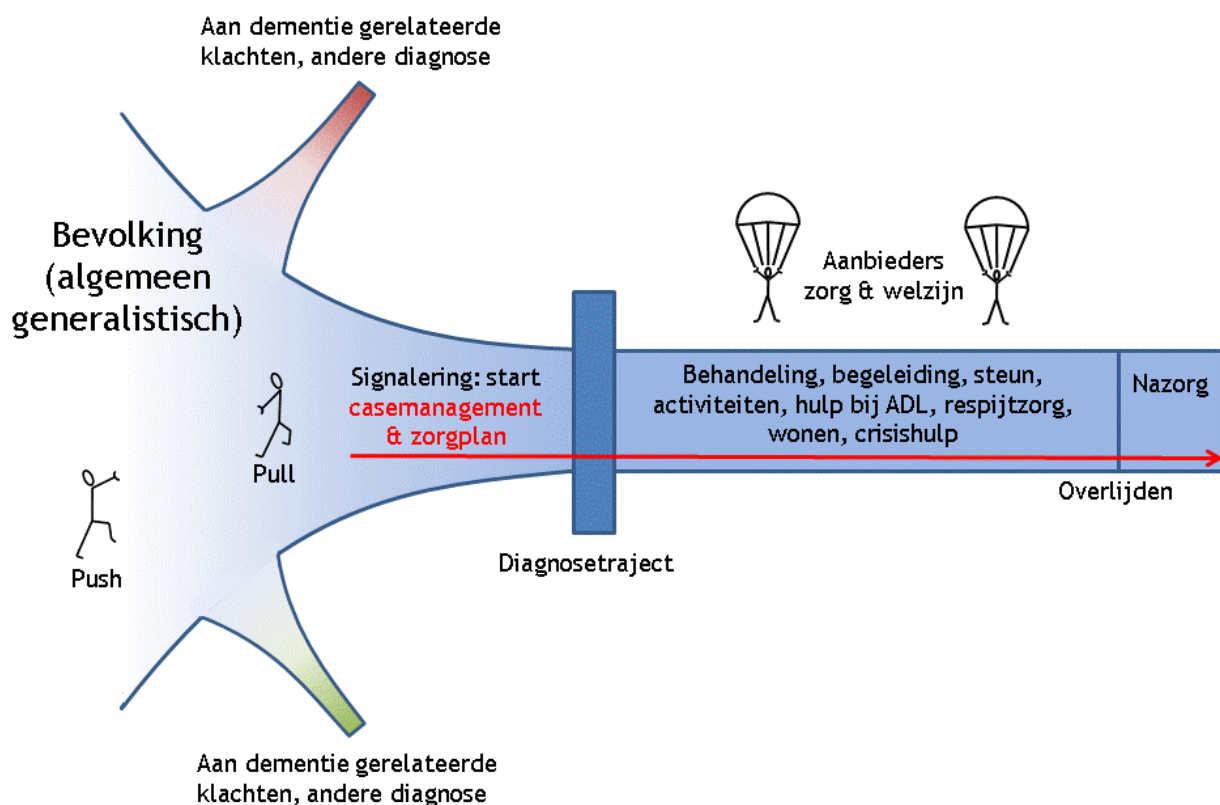 Aan dementie gerelateerde
klachten, andere diagnose
Bevolking
(algemeen
generalistisch)
Aanbieders
zorg & welzijn
Signalering: start
casemanagement
& zorgplan
Behandeling, begeleiding, steun,
activiteiten, hulp bij ADL, respijtzorg,
wonen, crisishulp
Nazorg
Pull
Push
Overlijden
Diagnosetraject
Aan dementie gerelateerde
klachten, andere diagnose